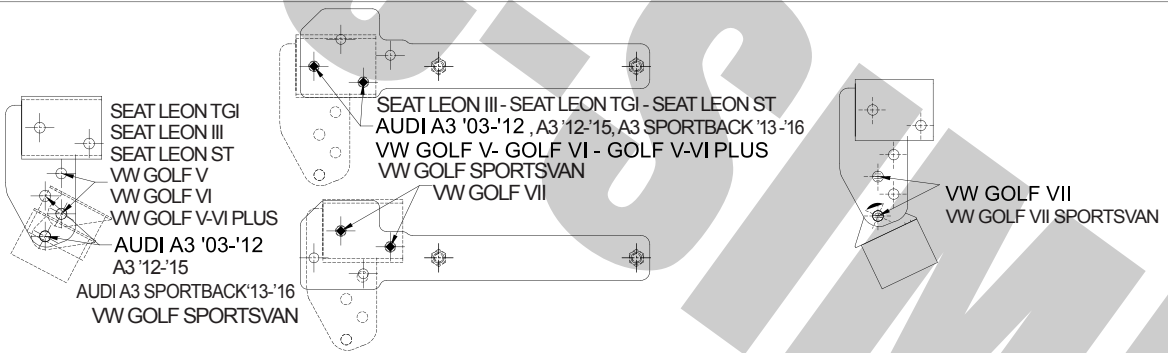 SEAT LEON TGI
SEAT LEON III
SEAT LEON ST
VW GOLF V
VW GOLF VI
VW GOLF V-VI PLUS
AUDI A3 '03-'12
A3 '12-'15
AUDI A3 SPORTBACK'13-'16
VW GOLF SPORTSVAN
SEAT LEON III - SEAT LEON TGI - SEAT LEON ST
AUDI A3 '03-'12 , A3 '12-'15, A3 SPORTBACK '13 -'16
VW GOLF V- GOLF VI - GOLF V-VI PLUS
VW GOLF SPORTSVAN
VW GOLF VII
VW GOLF VII
VW GOLF VII SPORTSVAN